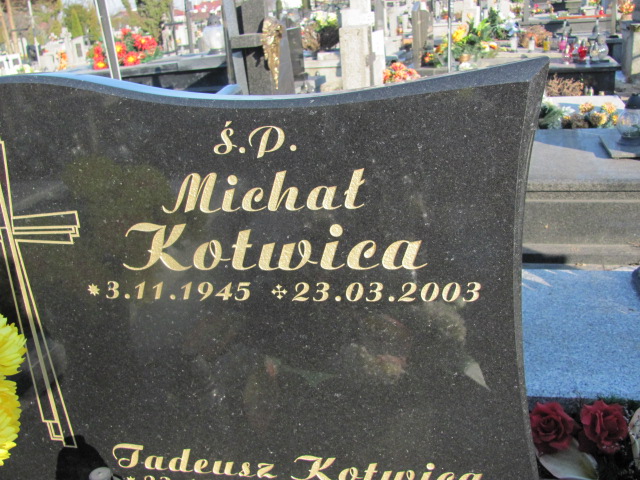 ś.P.
Michał
Kotwica
*3.11.1945 ✣23.03.2003
Tadeusz Kotwica